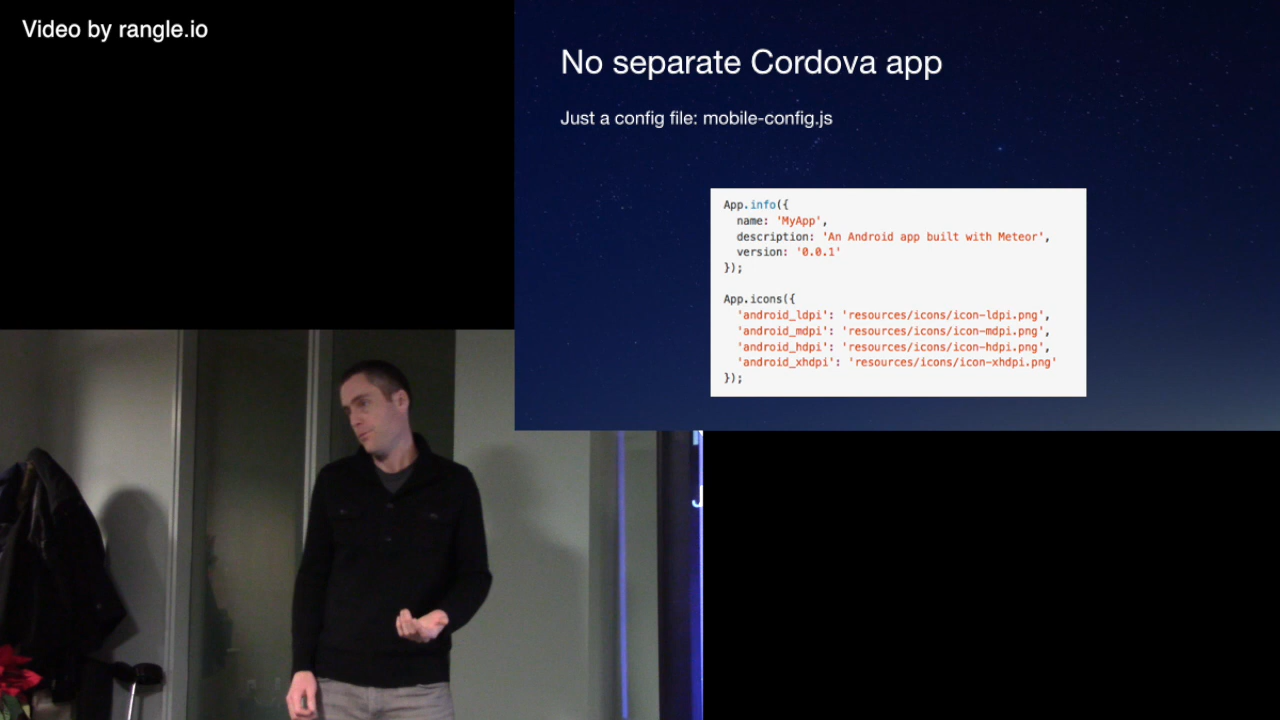 Video by rangle.io
No separate Cordova app
Just a config file: mobile-config.js
App.info({
  name: 'MyApp',
  description: 'An Android app built with Meteor',
  version: '0.0.1'
});
App.icons({
  'android_ldpi': 'resources/icons/icon-ldpi.png',
  'android_mdpi': 'resources/icons/icon-mdpi.png',
  'android_hdpi': 'resources/icons/icon-hdpi.png',
  'android_xhdpi': 'resources/icons/icon-xhdpi.png'
});